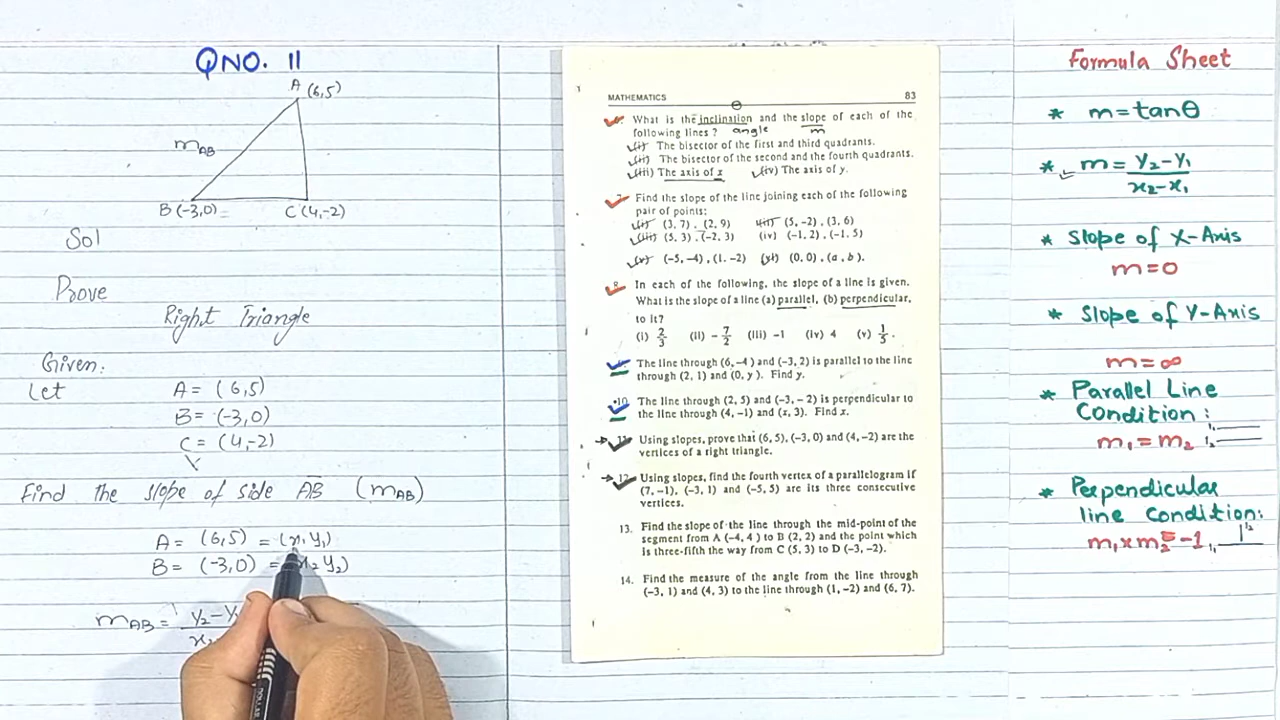 QNO. 11
A (6,5)
mAB
B (-3,0)
C (4,-2)
Sol
Prove
Right Triangle
Given.
Let A = (6,5)
B = (-3,0)
C = (4,-2)
Find the slope of side AB (mAB)
A = (6,5) = (x1 y1)
B = (-3,0) = x2 y2)
mAB = y2-y
MATHEMATICS 83
θ
What is the inclination and the slope of each of the
following lines ? angle m
(i) The bisector of the first and third quadrants.
(ii) The bisector of the second and the fourth quadrants.
(iii) The axis of x (iv) The axis of y.
7. Find the slope of the line joining each of the following
pair of points:
(i) (3, 7) , (2, 9) (ii) (5, -2) , (3, 6)
(iii) (5, 3) , (-2, 3) (iv) (-1, 2) , (-1, 5)
(v) (-5, -4) , (1, -2) (vi) (0, 0) , (a , b).
8. In each of the following, the slope of a line is given.
What is the slope of a line (a) parallel, (b) perpendicular,
to it?
(i) 2/3 (ii) -7/2 (iii) -1 (iv) 4 (v) 1/5 .
The line through (6, -4) and (-3, 2) is parallel to the line
through (2, 1) and (0, y ). Find y.
10. The line through (2, 5) and (-3, -2) is perpendicular to
the line through (4, -1) and (x, 3). Find x.
11. Using slopes, prove that (6, 5), (-3, 0) and (4, -2) are the
vertices of a right triangle.
12. Using slopes, find the fourth vertex of a parallelogram if
(7, -1), (-3, 1) and (-5, 5) are its three consecutive
vertices.
13. Find the slope of the line through the mid-point of the
segment from A (-4, 4 ) to B (2, 2) and the point which
is three-fifth the way from C (5, 3) to D (-3, -2).
14. Find the measure of the angle from the line through
(-3, 1) and (4, 3) to the line through (1, -2) and (6, 7).
Formula Sheet
* m = tanθ
* m = y2-y1/x2-x1
* Slope of X-Axis
m = 0
* Slope of Y-Axis
m = ∞
* Parallel Line
Condition :
m1 = m2 l1 l2
* Perpendicular
line Condition:
m1 x m2 = -1 l1 l2